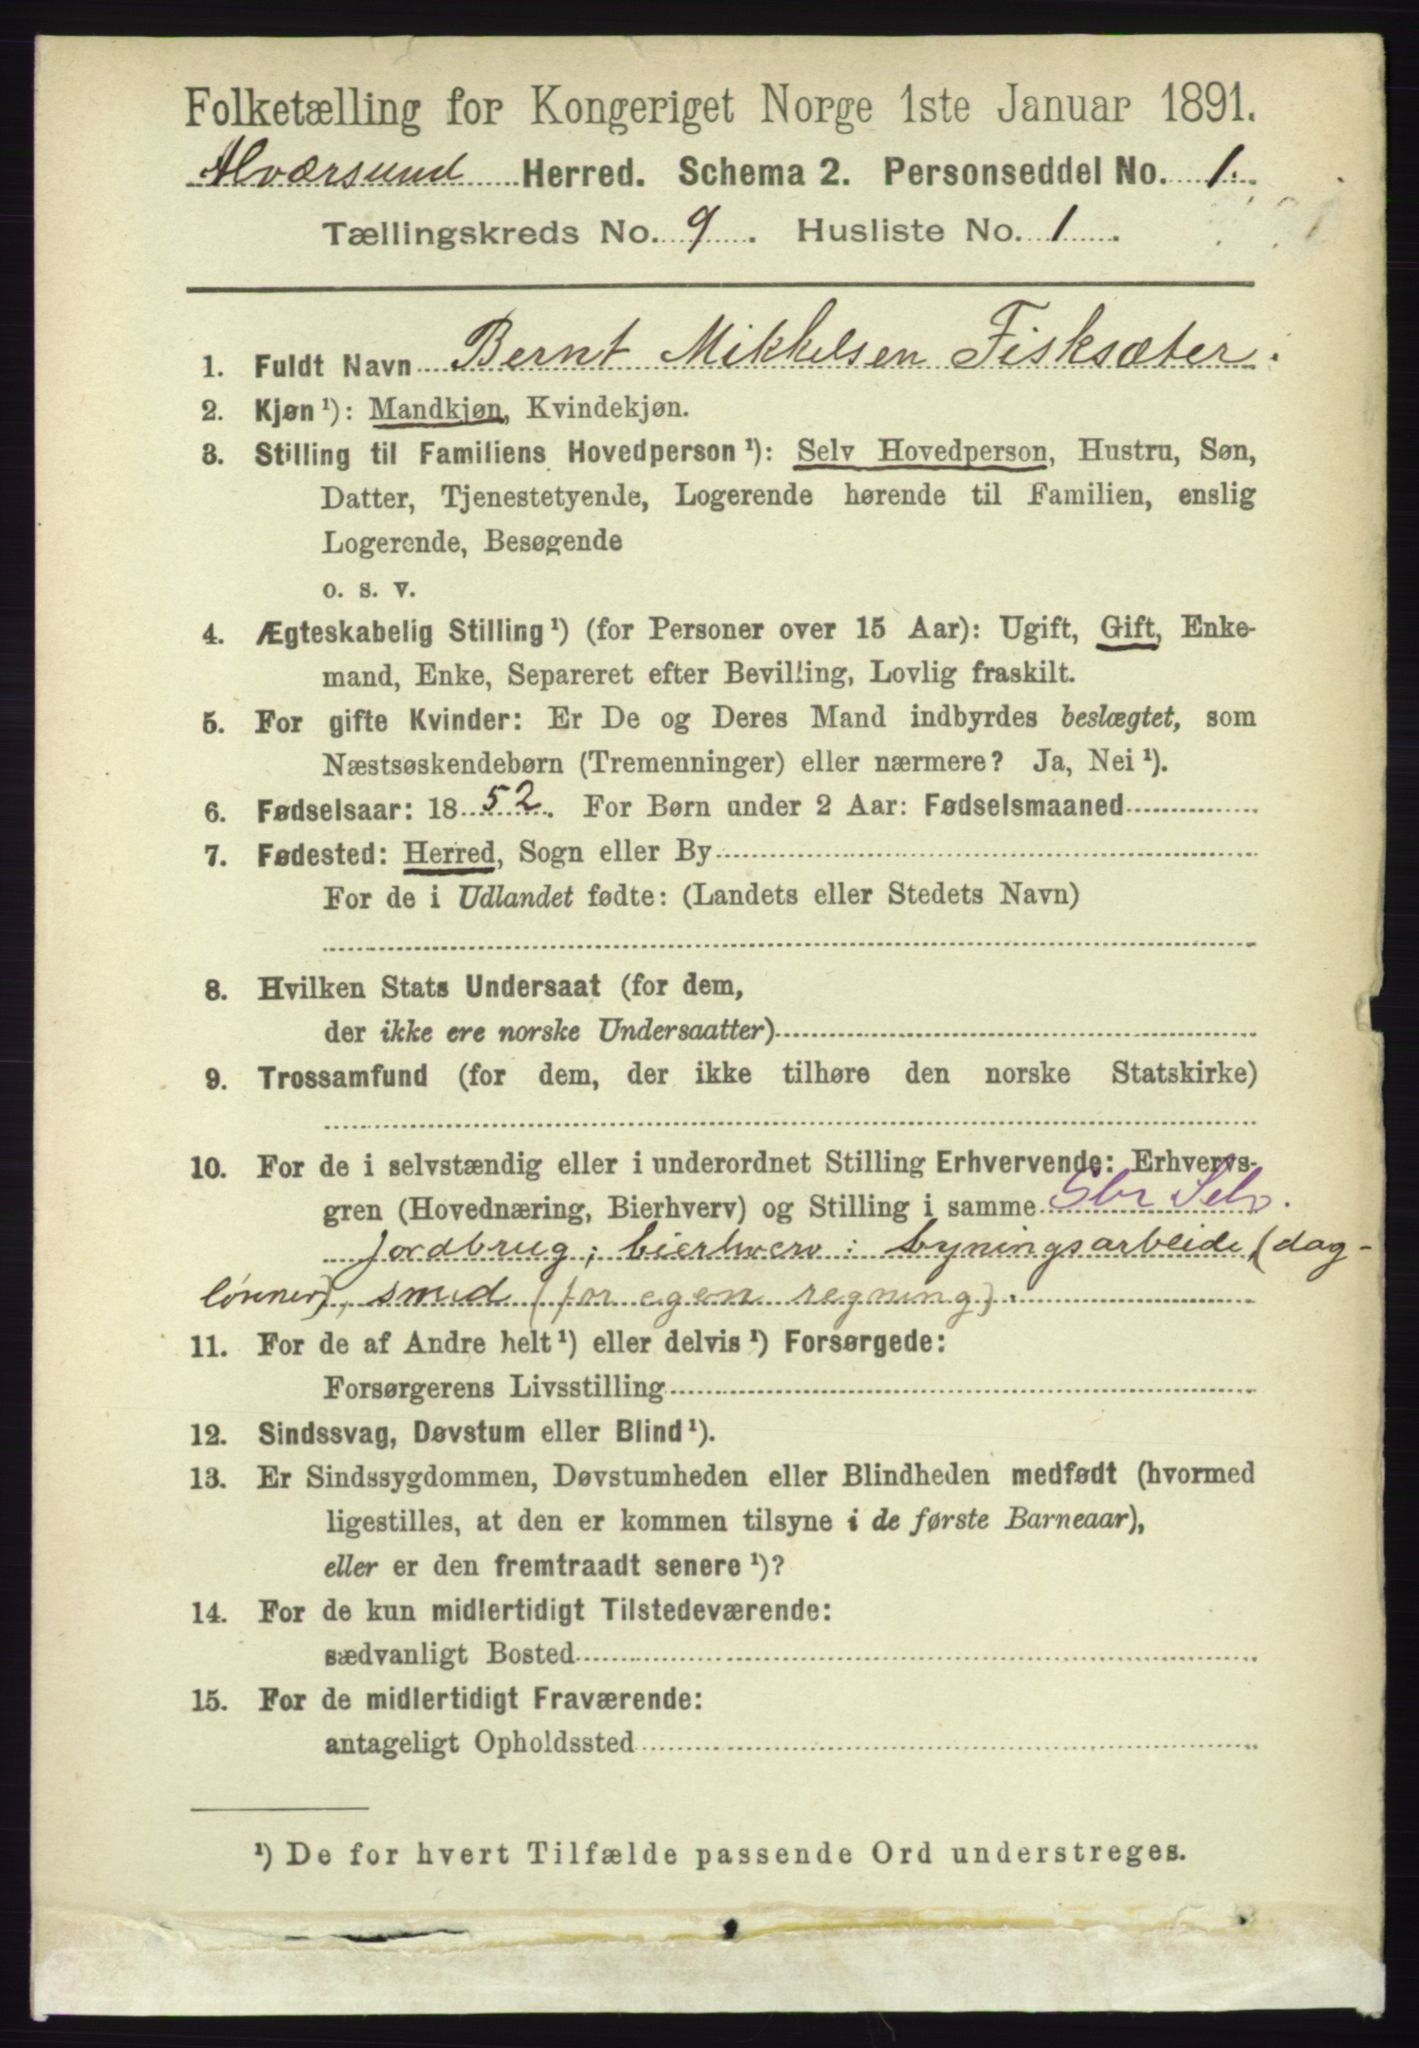 Folketælling for Kongeriget Norge 1ste Januar 1891.
Alværsund Herred. Schema 2. Personseddel No. 1.
Tællingskreds No. 9. Husliste No. 1.
1. Fuldt Navn Bernt Mikkelsen Fisksæter.
2. Kjøn ¹): Mandkjøn, Kvindekjøn.
3. Stilling til Familiens Hovedperson ¹): Selv Hovedperson, Hustru, Søn,
Datter, Tjenestetyende, Logerende hørende til Familien, enslig
Logerende, Besøgende
o. s. v.
4. Ægteskabelig Stilling ¹) (for Personer over 15 Aar): Ugift, Gift, Enke-
mand, Enke, Separeret efter Bevilling, Lovlig fraskilt.
5. For gifte Kvinder: Er De og Deres Mand indbyrdes beslægtet, som
Næstsøskendebørn (Tremenninger) eller nærmere? Ja, Nei ¹).
6. Fødselsaar: 1852. For Børn under 2 Aar: Fødselsmaaned
7. Fødested: Herred, Sogn eller By
For de i Udlandet fødte: (Landets eller Stedets Navn)
8. Hvilken Stats Undersaat (for dem,
der ikke ere norske Undersaatter)
9. Trossamfund (for dem, der ikke tilhøre den norske Statskirke)
10. For de i selvstændig eller i underordnet Stilling Erhvervende: Erhvervs-
gren (Hovednæring, Bierhverv) og Stilling i samme Gbr Selv.
Jordbrug; bierhverv: bygningsarbeide (dag-
lønner), smed (for egen regning).
11. For de af Andre helt ¹) eller delvis ¹) Forsørgede:
Forsørgerens Livsstilling
12. Sindssvag, Døvstum eller Blind ¹).
13. Er Sindssygdommen, Døvstumheden eller Blindheden medfødt (hvormed
ligestilles, at den er kommen tilsyne i de første Barneaar),
eller er den fremtraadt senere ¹)?
14. For de kun midlertidigt Tilstedeværende:
sædvanligt Bosted
15. For de midlertidigt Fraværende:
antageligt Opholdssted
¹) De for hvert Tilfælde passende Ord understreges.